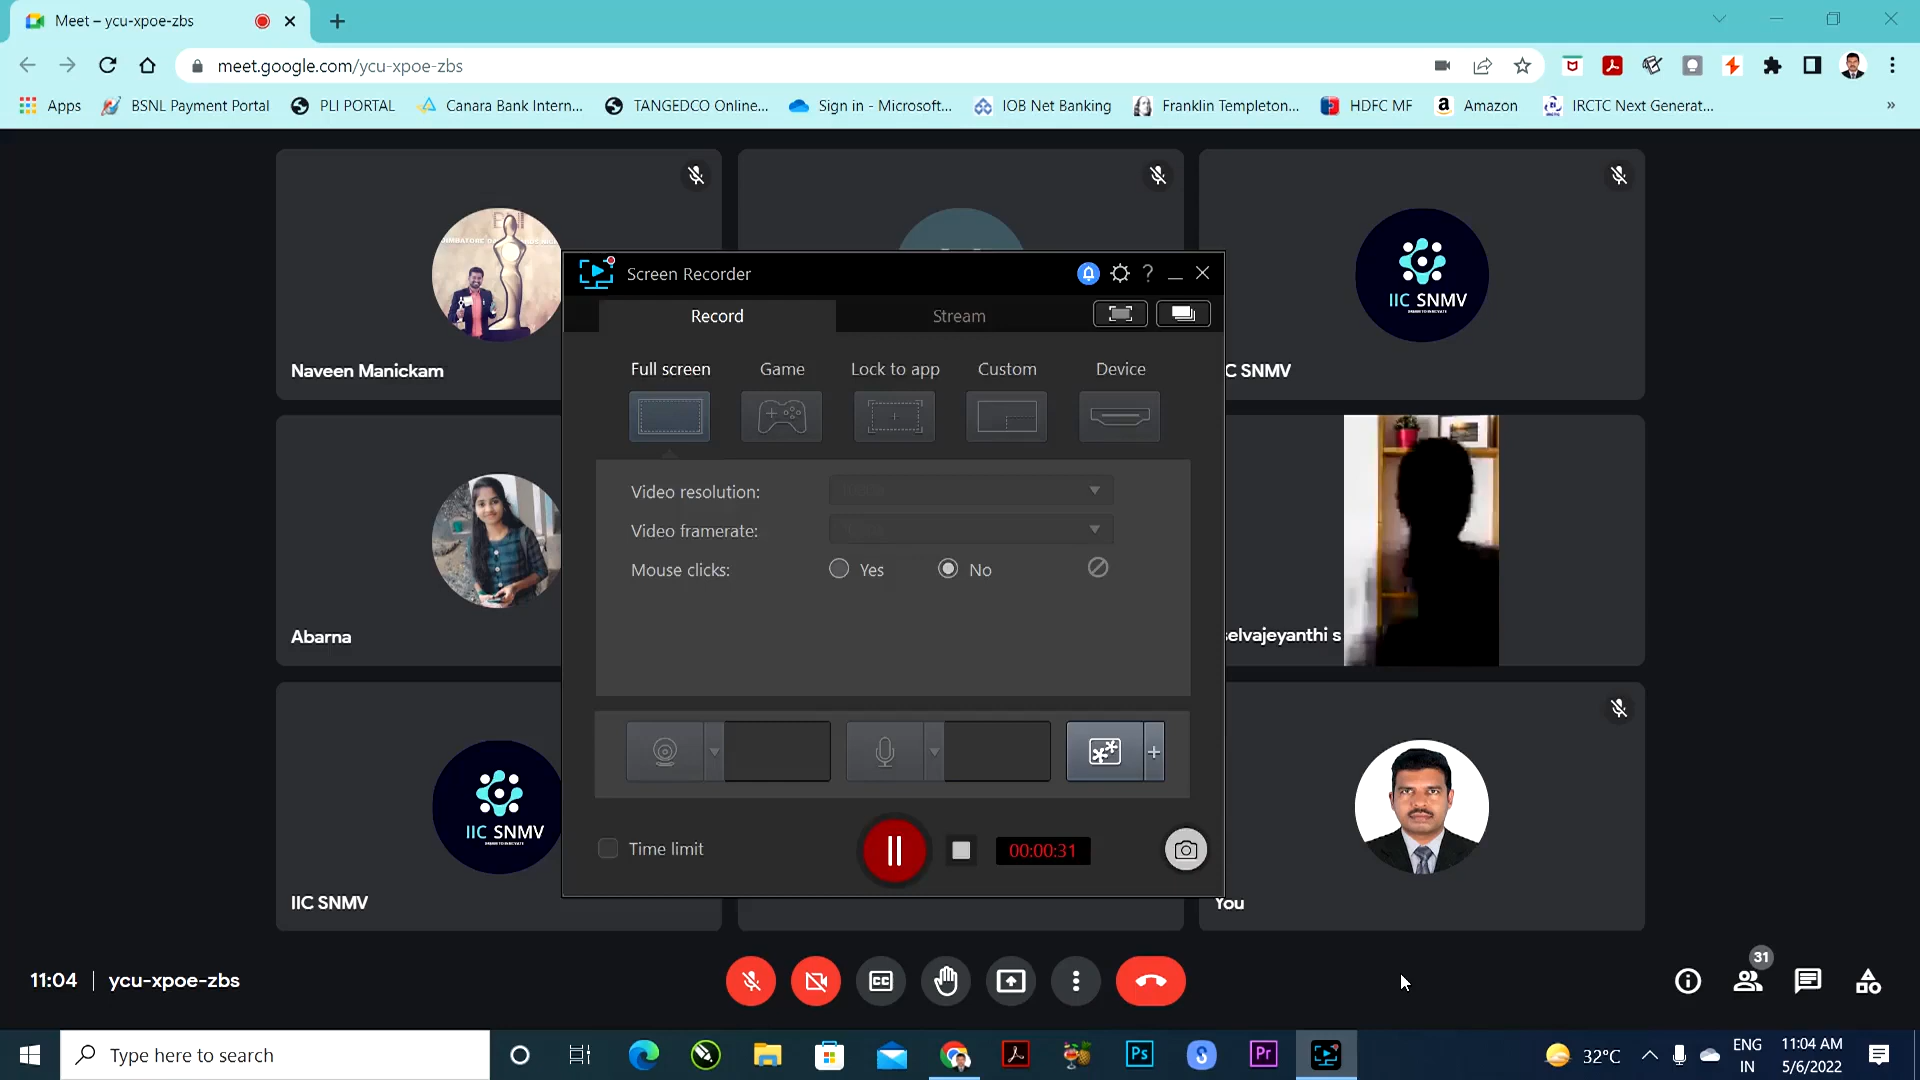 Meet – ycu-xpoe-zbs
meet.google.com/ycu-xpoe-zbs
Apps
BSNL Payment Portal
PLI PORTAL
Canara Bank Intern...
TANGEDCO Online...
Sign in - Microsoft...
IOB Net Banking
Franklin Templeton...
HDFC MF
Amazon
IRCTC Next Generat...
»
IIC SNMV
Naveen Manickam
C SNMV
Screen Recorder
Record
Stream
Full screen
Game
Lock to app
Custom
Device
Video resolution:
Video framerate:
Mouse clicks:
Yes
No
Abarna
selvajeyanthi s
IIC SNMV
IIC SNMV
Time limit
00:00:31
You
11:04
ycu-xpoe-zbs
CC
31
Type here to search
Ps
S
Pr
32°C
ENG
IN
11:04 AM
5/6/2022